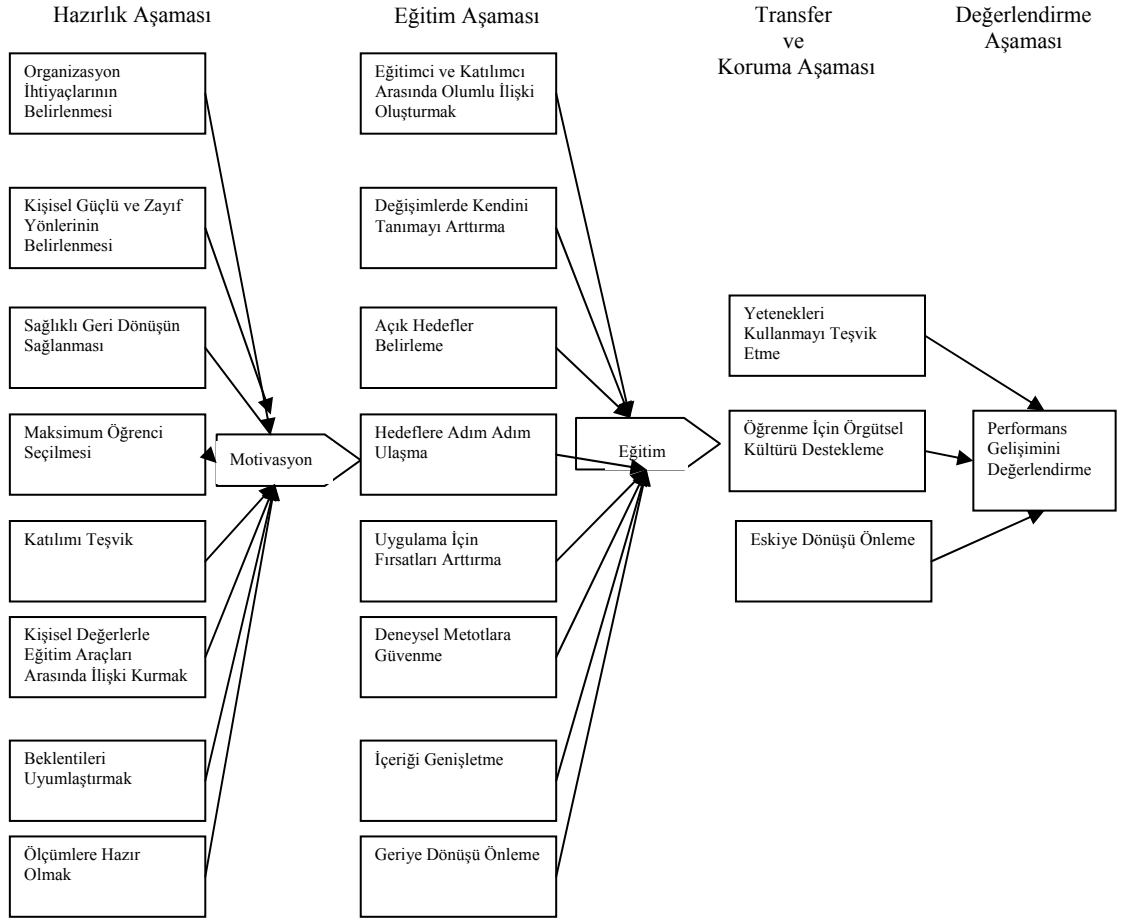 Hazırlık Aşaması
Eğitim Aşaması
Transfer
ve
Koruma Aşaması
Değerlendirme
Aşaması
Organizasyon
İhtiyaçlarının
Belirlenmesi
Kişisel Güçlü ve Zayıf
Yönlerinin
Belirlenmesi
Sağlıklı Geri Dönüşün
Sağlanması
Maksimum Öğrenci
Seçilmesi
Katılımı Teşvik
Kişisel Değerlerle
Eğitim Araçları
Arasında İlişki Kurmak
Beklentileri
Uyumlaştırmak
Ölçümlere Hazır
Olmak
Motivasyon
Eğitimci ve Katılımcı
Arasında Olumlu İlişki
Oluşturmak
Değişimlerde Kendini
Tanımayı Arttırma
Açık Hedefler
Belirleme
Hedeflere Adım Adım
Ulaşma
Uygulama İçin
Fırsatları Arttırma
Deneysel Metotlara
Güvenme
İçeriği Genişletme
Geriye Dönüşü Önleme
Eğitim
Yetenekleri
Kullanmayı Teşvik
Etme
Öğrenme İçin Örgütsel
Kültürü Destekleme
Eskiye Dönüşü Önleme
Performans
Gelişimini
Değerlendirme